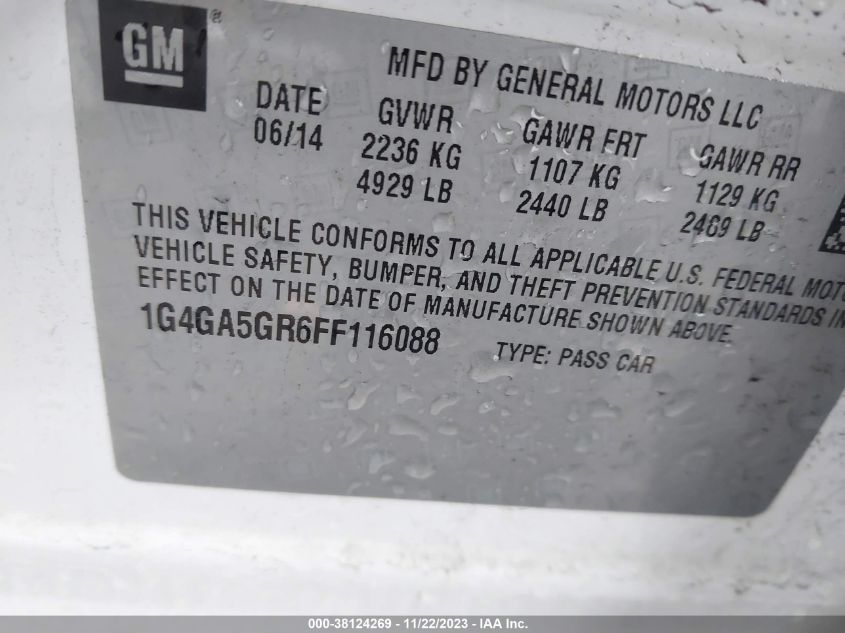 GM
MFD BY GENERAL MOTORS LLC
DATE GVWR GAWR FRT GAWR RR
06/14 2236 KG 1107 KG 1129 KG
4929 LB 2440 LB 2489 LB
THIS VEHICLE CONFORMS TO ALL APPLICABLE U.S. FEDERAL MOT
VEHICLE SAFETY, BUMPER, AND THEFT PREVENTION STANDARDS IN
EFFECT ON THE DATE OF MANUFACTURE SHOWN ABOVE.
1G4GA5GR6FF116088 TYPE: PASS CAR
000-38124269 - 11/22/2023 - IAA Inc.